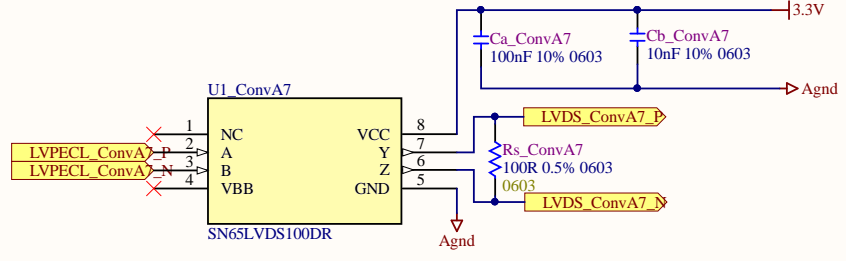 3.3V
Ca_ConvA7
100nF 10% 0603
Cb_ConvA7
10nF 10% 0603
Agnd
U1_ConvA7
1
NC
VCC
8
LVPECL_ConvA7_P
2
A
Y
7
LVPECL_ConvA7_N
3
B
Z
6
4
VBB
GND
5
SN65LVDS100DR
LVDS_ConvA7_P
Rs_ConvA7
100R 0.5% 0603
0603
LVDS_ConvA7_N
Agnd